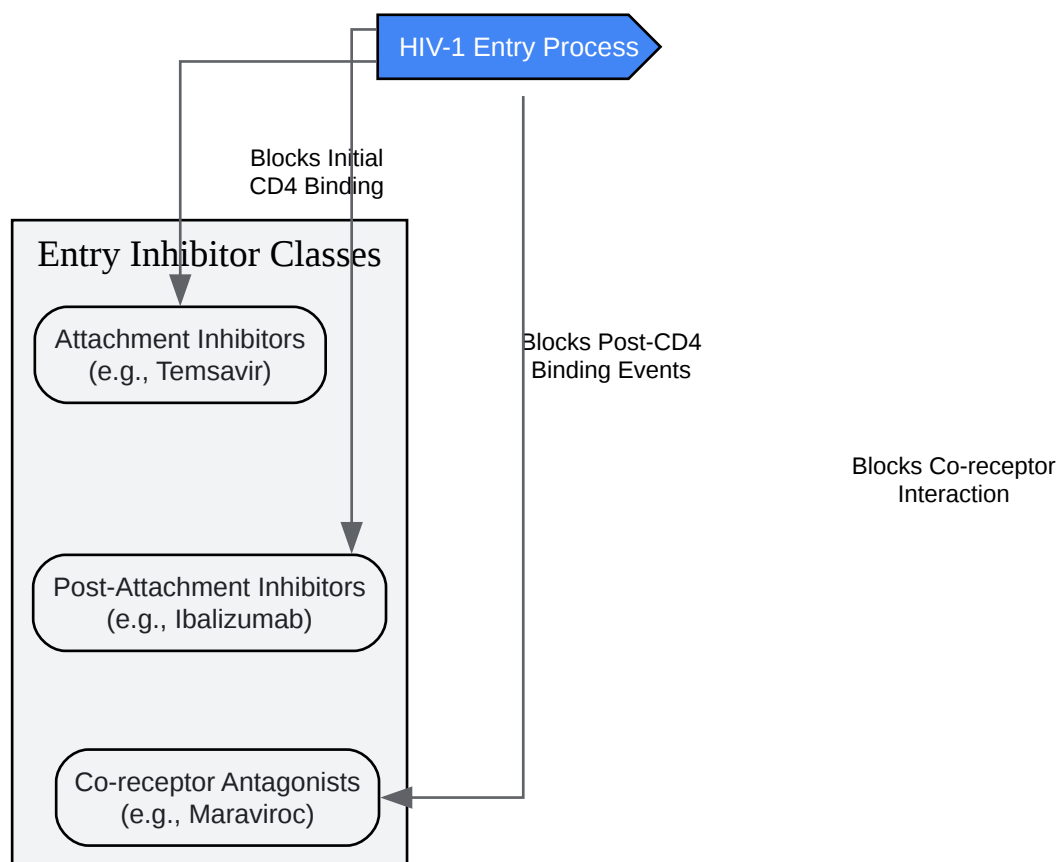 HIV-1 Entry Process
Blocks Initial
CD4 Binding
Entry Inhibitor Classes
Attachment Inhibitors
(e.g., Temsavir)
Blocks Post-CD4
Binding Events
Blocks Co-receptor
Interaction
Post-Attachment Inhibitors
(e.g., Ibalizumab)
Co-receptor Antagonists
(e.g., Maraviroc)